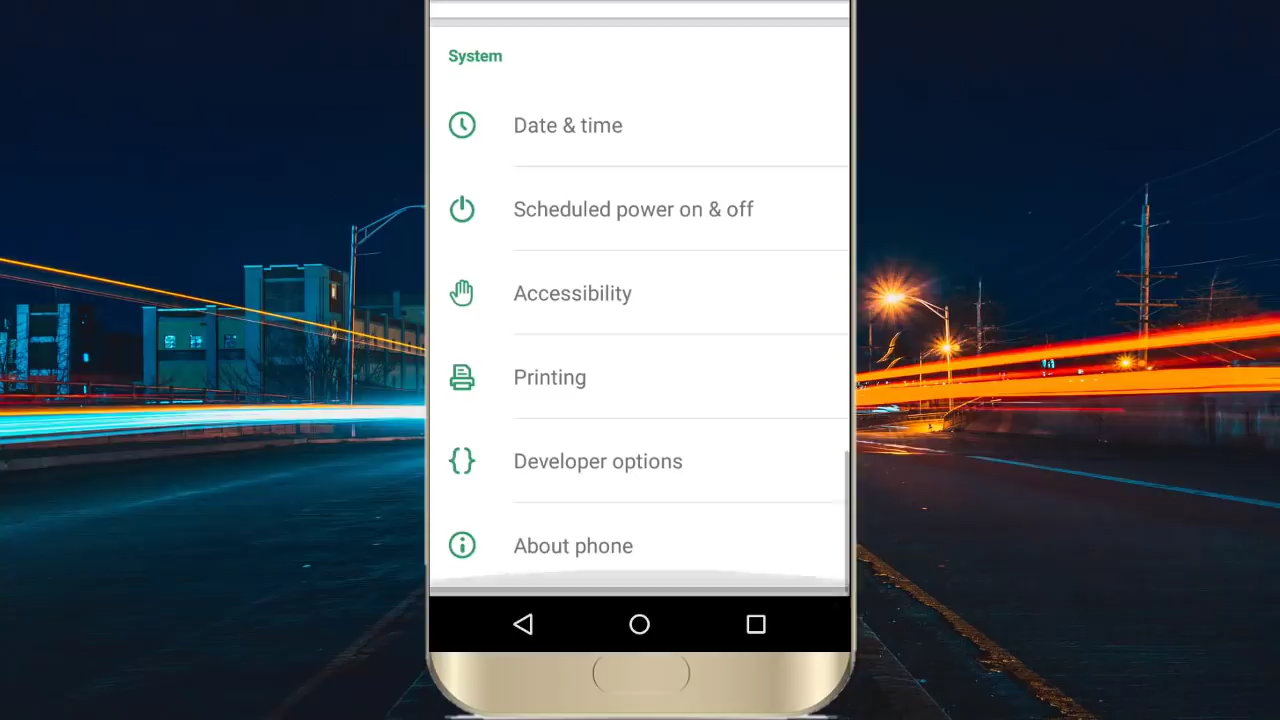 System
Date & time
Scheduled power on & off
Accessibility
Printing
Developer options
About phone